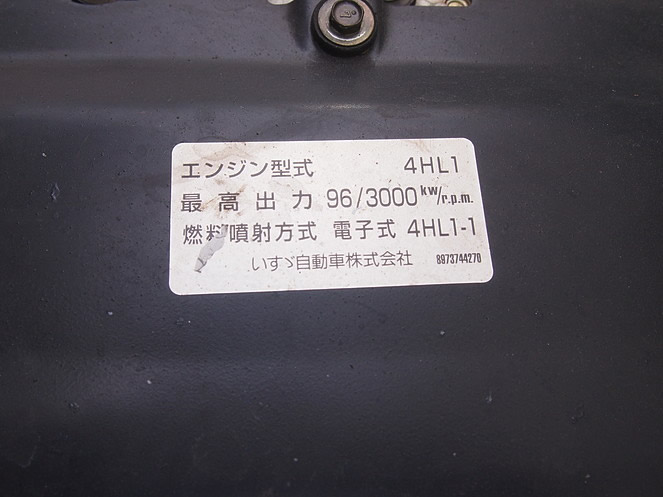 エンジン型式 4HL1
最高出力 96/3000 kw/r.p.m.
燃料噴射方式 電子式 4HL1-1
いすゞ自動車株式会社 8973744270